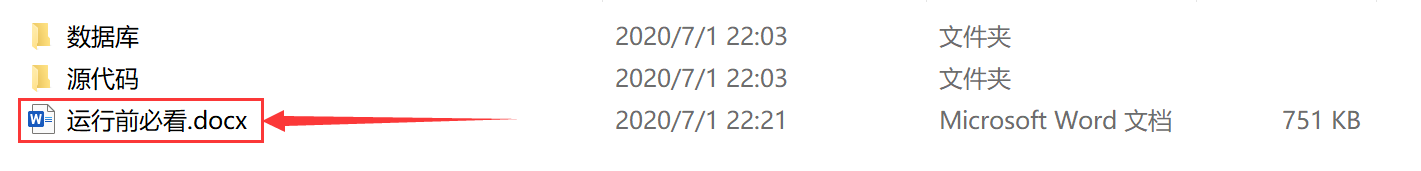 数据库 2020/7/1 22:03 文件夹
源代码 2020/7/1 22:03 文件夹
运行前必看.docx 2020/7/1 22:21 Microsoft Word 文档 751 KB